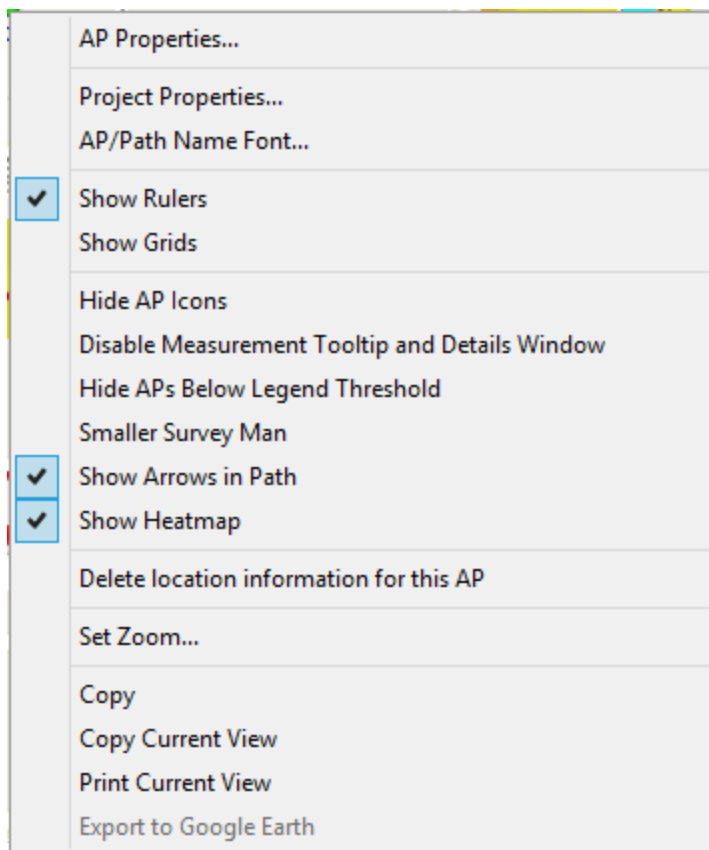 AP Properties...
Project Properties...
AP/Path Name Font...
Show Rulers
Show Grids
Hide AP Icons
Disable Measurement Tooltip and Details Window
Hide APs Below Legend Threshold
Smaller Survey Man
Show Arrows in Path
Show Heatmap
Delete location information for this AP
Set Zoom...
Copy
Copy Current View
Print Current View
Export to Google Earth